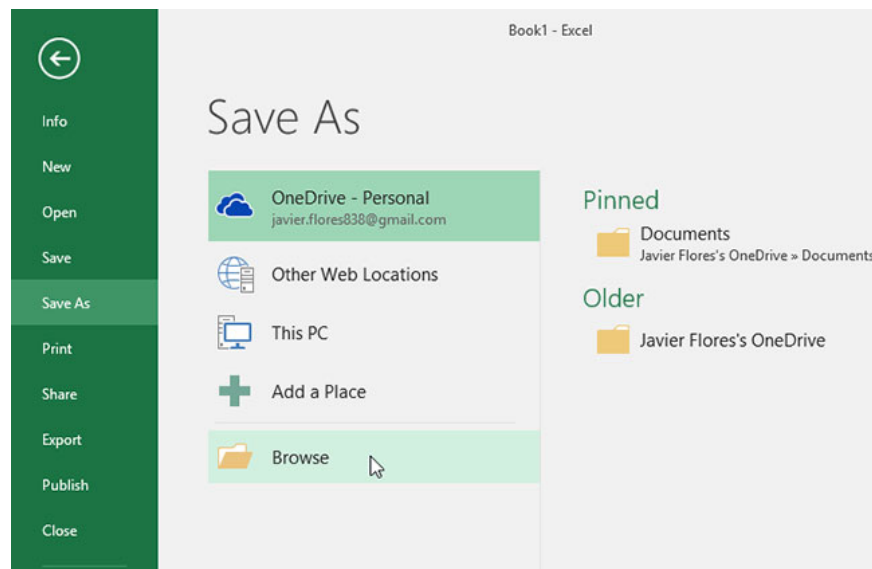 Book1 - Excel
Info
New
Open
Save
Save As
Print
Share
Export
Publish
Close
Save As
OneDrive - Personal
javier.flores838@gmail.com
Other Web Locations
This PC
Add a Place
Browse
Pinned
Documents
Javier Flores's OneDrive » Documents
Older
Javier Flores's OneDrive